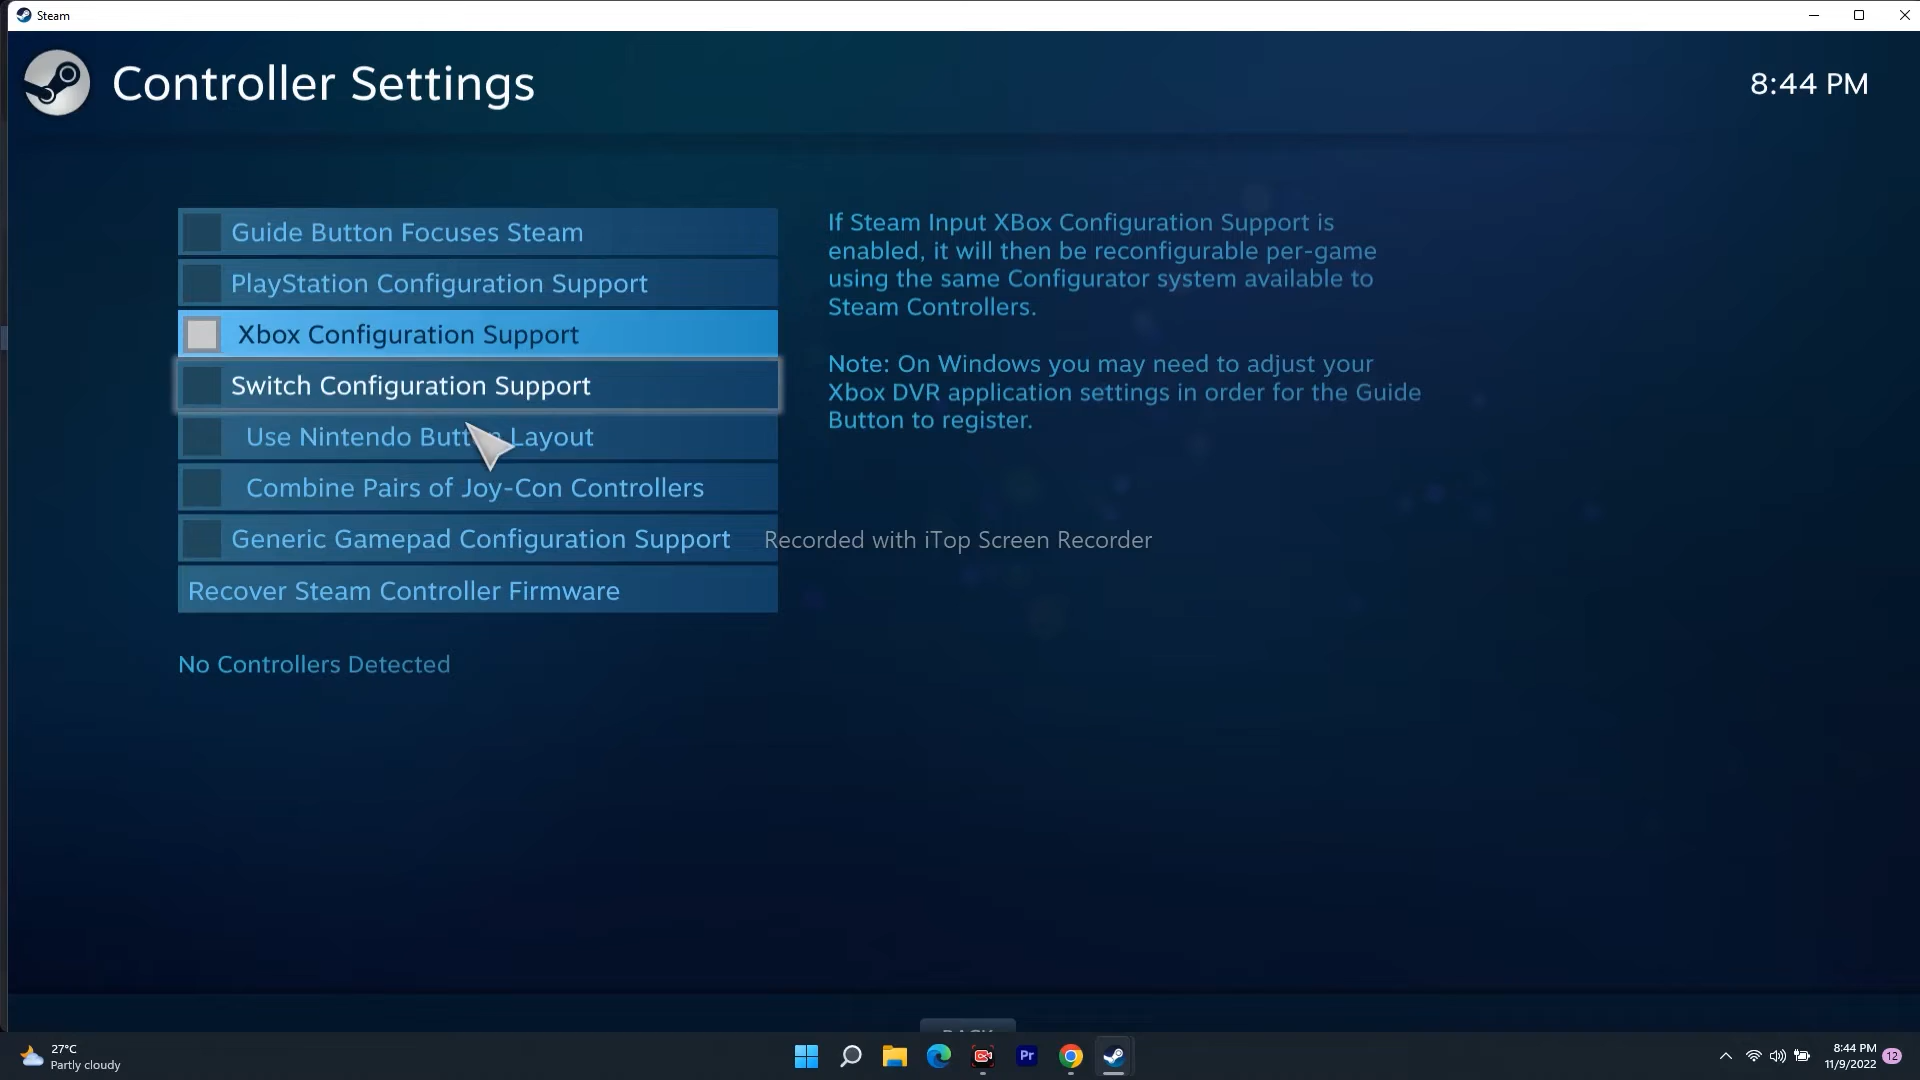 Steam
Controller Settings
8:44 PM
Guide Button Focuses Steam
PlayStation Configuration Support
Xbox Configuration Support
Switch Configuration Support
Use Nintendo Button Layout
Combine Pairs of Joy-Con Controllers
Generic Gamepad Configuration Support
Recover Steam Controller Firmware
No Controllers Detected
If Steam Input XBox Configuration Support is
enabled, it will then be reconfigurable per-game
using the same Configurator system available to
Steam Controllers.
Note: On Windows you may need to adjust your
Xbox DVR application settings in order for the Guide
Button to register.
Recorded with iTop Screen Recorder
BACK
27°C
Partly cloudy
Pr
8:44 PM
11/9/2022
12